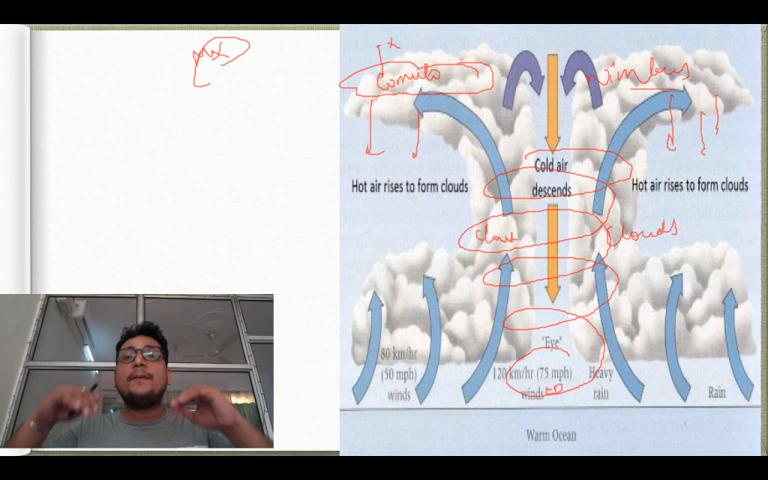 nimbus
Cold air
descends
Hot air rises to form clouds
Hot air rises to form clouds
clouds
"Eye"
80 km/hr
(50 mph)
winds
120 km/hr (75 mph)
winds
Heavy
rain
Rain
Warm Ocean